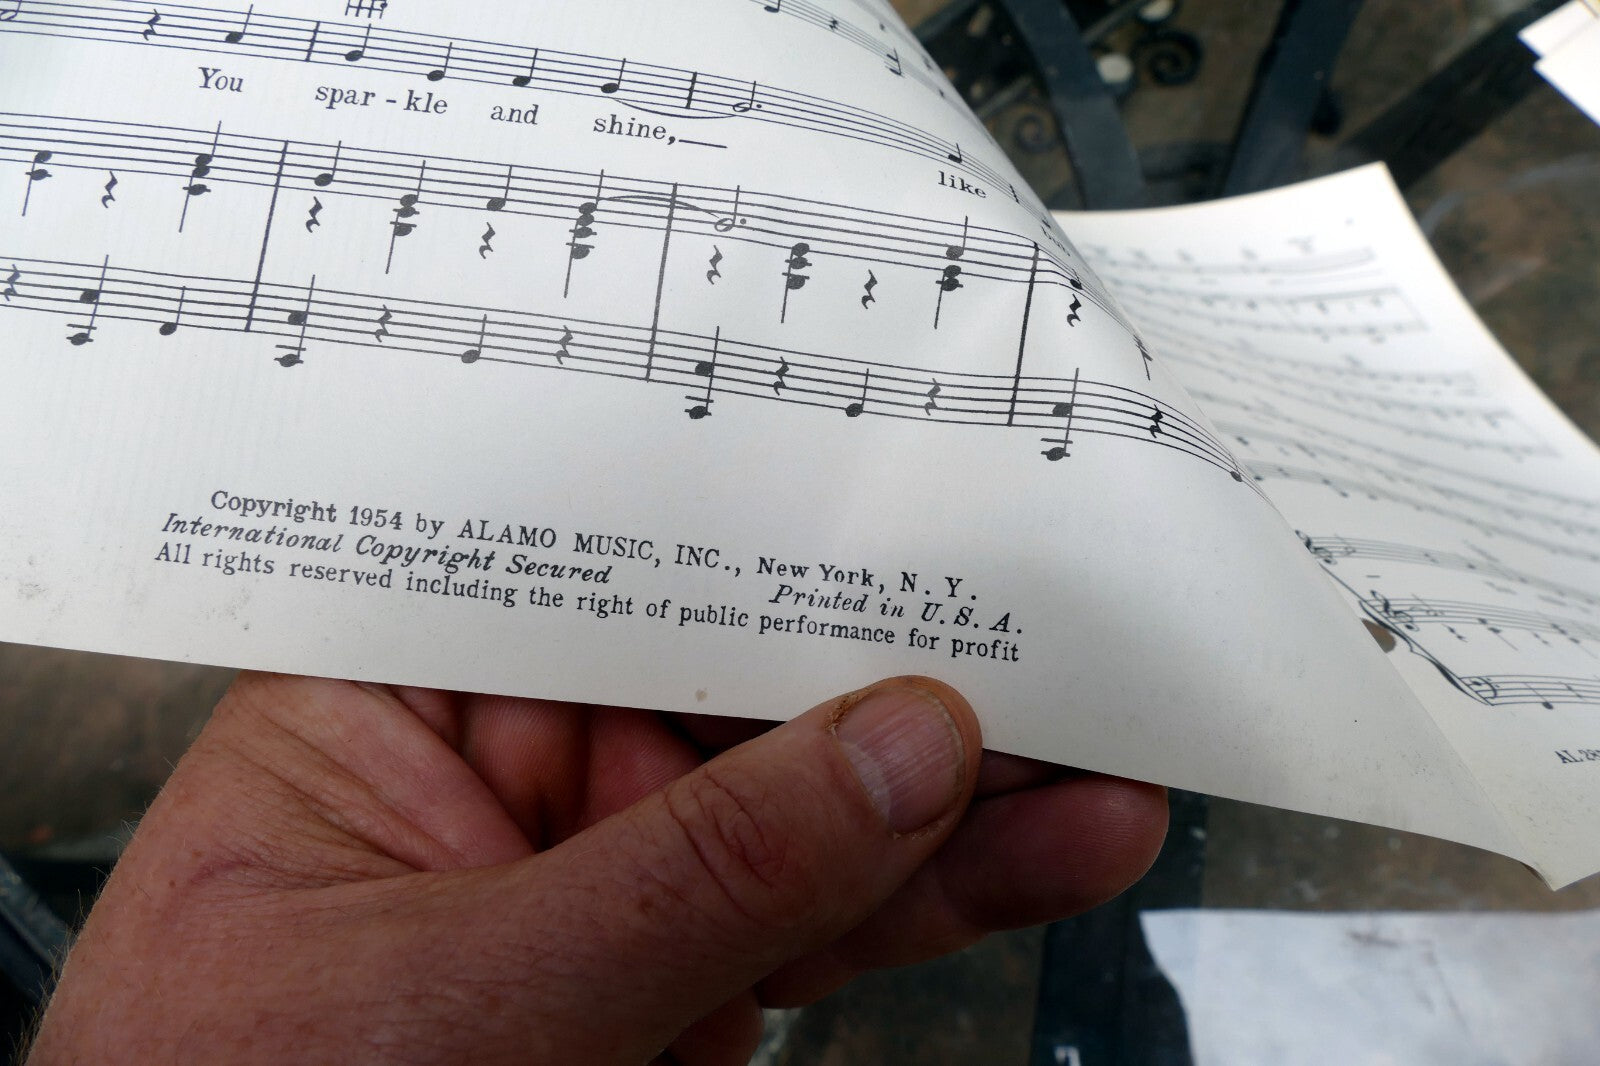 You spar - kle and shine, like
Copyright 1954 by ALAMO MUSIC, INC., New York, N. Y.
International Copyright Secured Printed in U. S. A.
All rights reserved including the right of public performance for profit